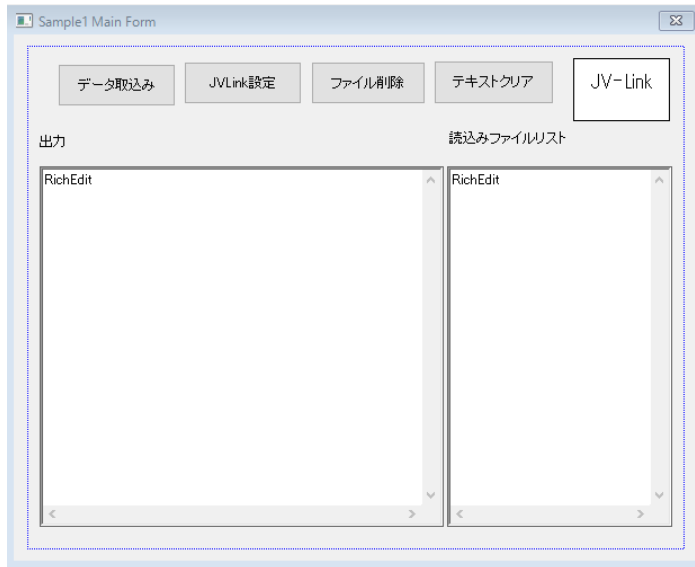 Sample1 Main Form
データ取込み
JVLink設定
ファイル削除
テキストクリア
JV-Link
出力
読込みファイルリスト
RichEdit
RichEdit